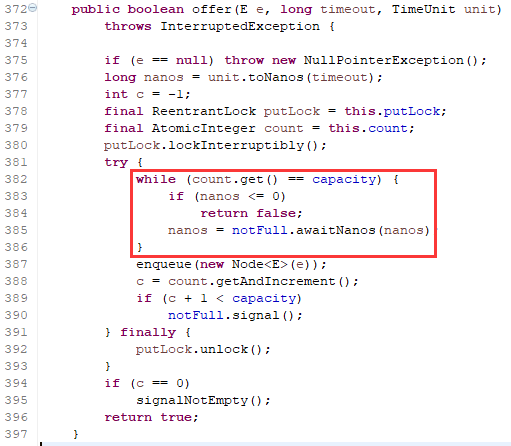 372 public boolean offer(E e, long timeout, TimeUnit unit)
373 throws InterruptedException {
374
375 if (e == null) throw new NullPointerException();
376 long nanos = unit.toNanos(timeout);
377 int c = -1;
378 final ReentrantLock putLock = this.putLock;
379 final AtomicInteger count = this.count;
380 putLock.lockInterruptibly();
381 try {
382 while (count.get() == capacity) {
383 if (nanos <= 0)
384 return false;
385 nanos = notFull.awaitNanos(nanos)
386 }
387 enqueue(new Node<E>(e));
388 c = count.getAndIncrement();
389 if (c + 1 < capacity)
390 notFull.signal();
391 } finally {
392 putLock.unlock();
393 }
394 if (c == 0)
395 signalNotEmpty();
396 return true;
397 }